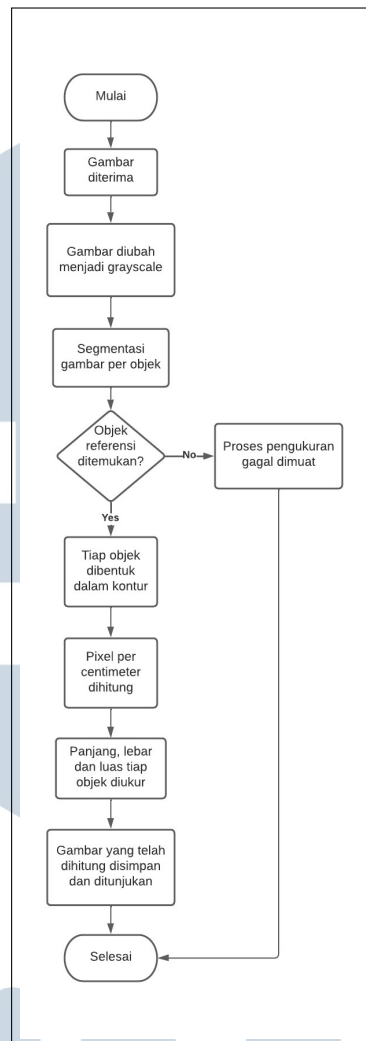 Mulai
Gambar
diterima
Gambar diubah
menjadi grayscale
Segmentasi
gambar per objek
Objek
referensi
ditemukan?
No
Proses pengukuran
gagal dimuat
Yes
Tiap objek
dibentuk
dalam kontur
Pixel per
centimeter
dihitung
Panjang, lebar
dan luas tiap
objek diukur
Gambar yang telah
dihitung disimpan
dan ditunjukan
Selesai